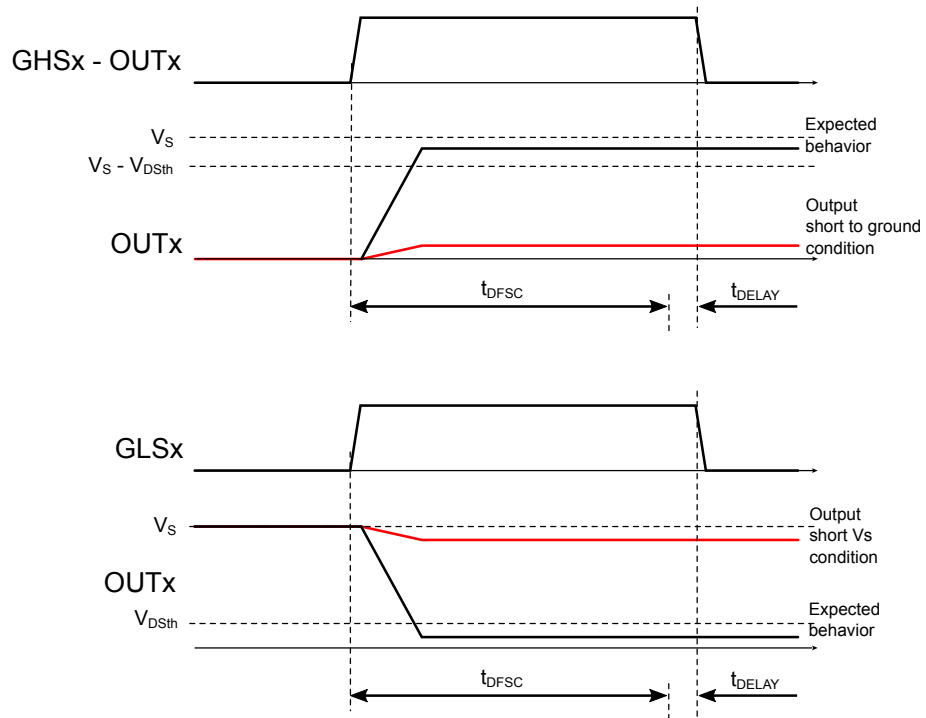 GHSx - OUTx
VS
Expected
behavior
VS - VDSth
Output
short to ground
condition
OUTx
tDFSC
tDELAY
GLSx
VS
Output
short Vs
condition
OUTx
VDSth
Expected
behavior
tDFSC
tDELAY